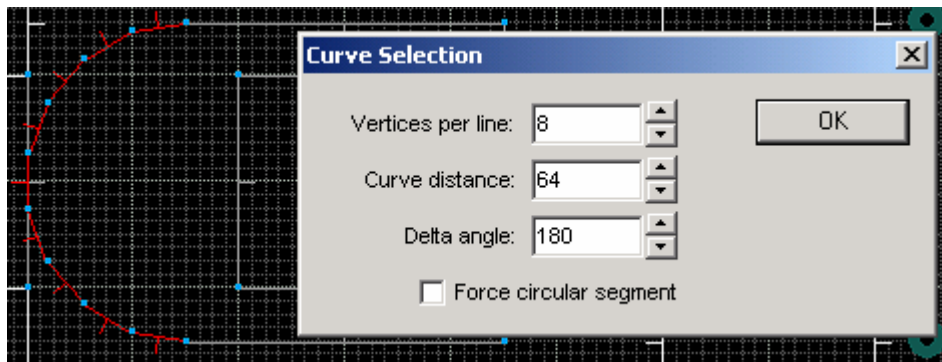 Curve Selection
Vertices per line: 8
OK
Curve distance: 64
Delta angle: 180
Force circular segment